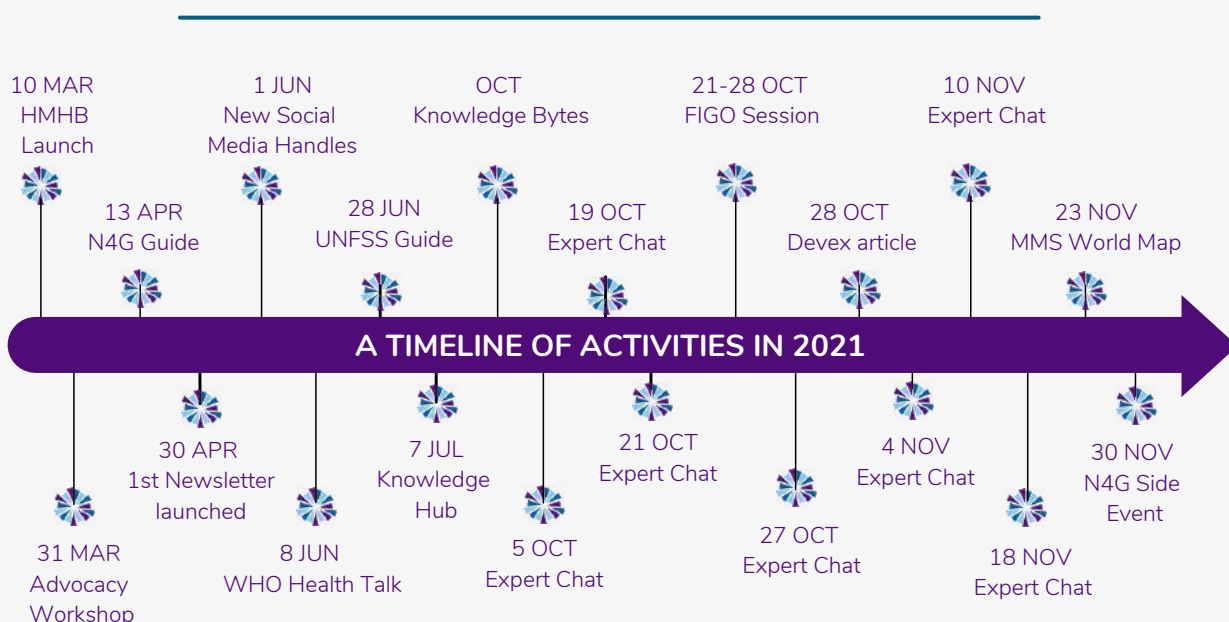 10 MAR
HMHB
Launch
1 JUN
New Social
Media Handles
OCT
Knowledge Bytes
21-28 OCT
FIGO Session
10 NOV
Expert Chat
13 APR
N4G Guide
28 JUN
UNFSS Guide
19 OCT
Expert Chat
28 OCT
Devex article
23 NOV
MMS World Map
A TIMELINE OF ACTIVITIES IN 2021
30 APR
1st Newsletter
launched
7 JUL
Knowledge
Hub
21 OCT
Expert Chat
4 NOV
Expert Chat
30 NOV
N4G Side
Event
31 MAR
Advocacy
Workshop
8 JUN
WHO Health Talk
5 OCT
Expert Chat
27 OCT
Expert Chat
18 NOV
Expert Chat